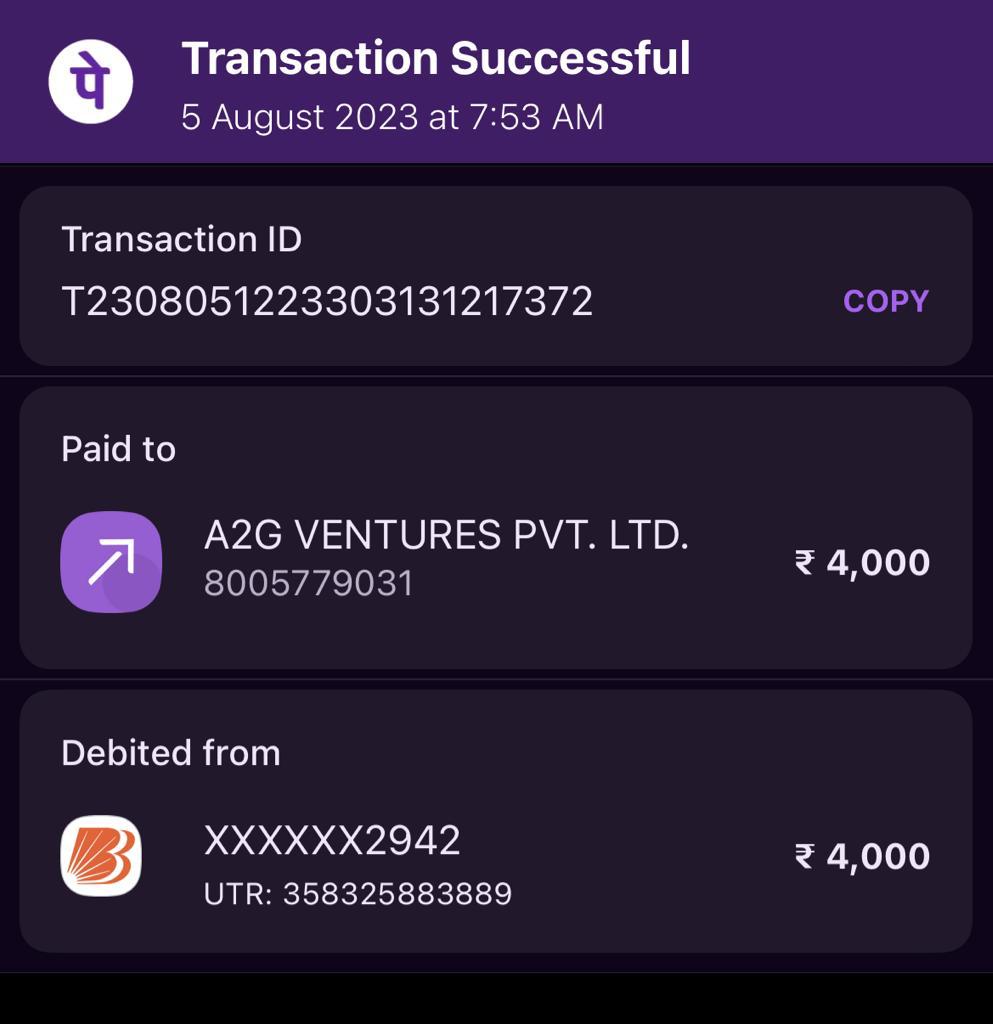 पे
Transaction Successful
5 August 2023 at 7:53 AM
Transaction ID
T2308051223303131217372
COPY
Paid to
A2G VENTURES PVT. LTD.
8005779031
₹ 4,000
Debited from
XXXXXX2942
₹ 4,000
UTR: 358325883889